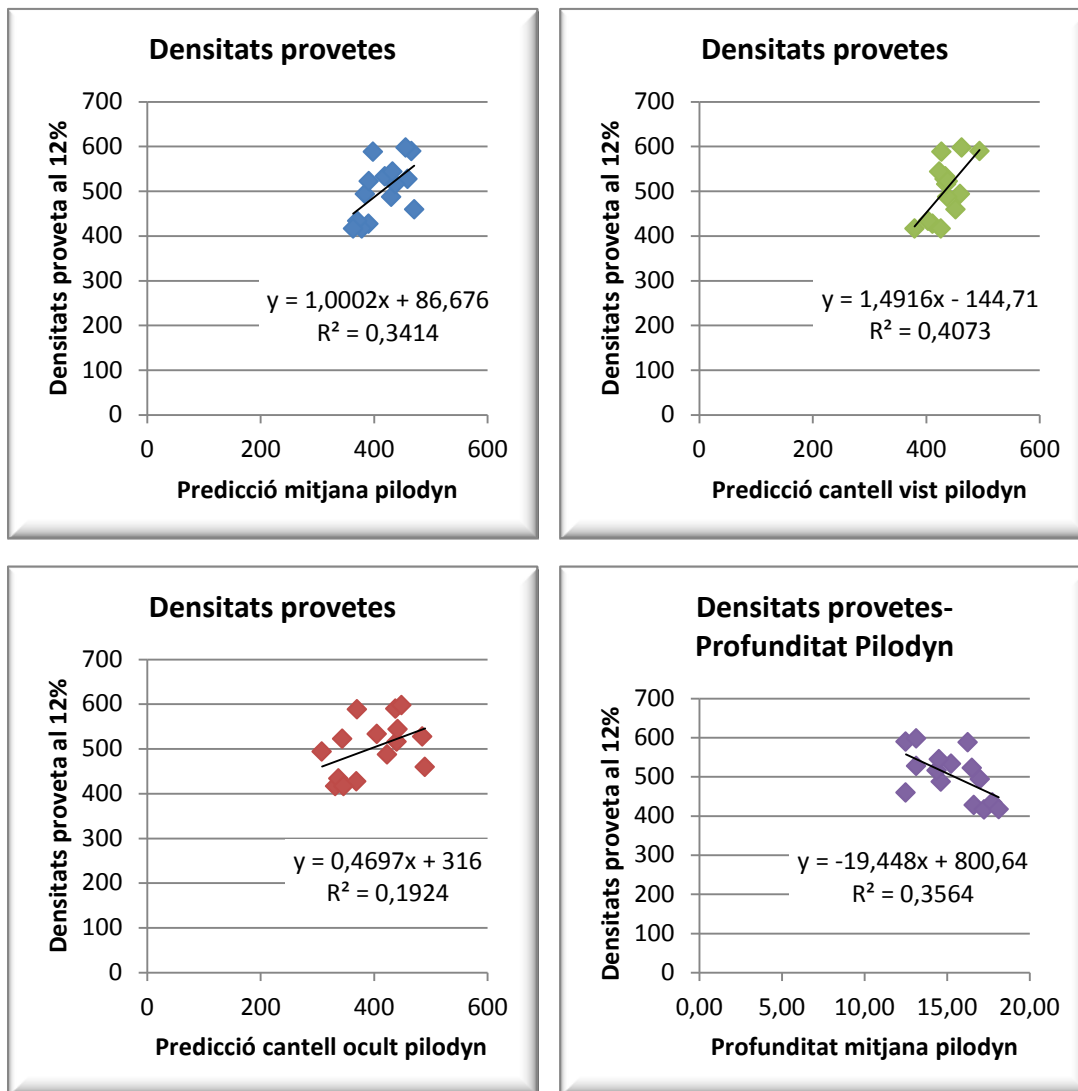 Densitats provetes
700
600
500
400
300
200
100
0
Densitats proveta al 12%
y = 1,0002x + 86,676
R² = 0,3414
0 200 400 600
Predicció mitjana pilodyn
Densitats provetes
700
600
500
400
300
200
100
0
Densitats proveta al 12%
y = 1,4916x - 144,71
R² = 0,4073
0 200 400 600
Predicció cantell vist pilodyn
Densitats provetes
700
600
500
400
300
200
100
0
Densitats proveta al 12%
y = 0,4697x + 316
R² = 0,1924
0 200 400 600
Predicció cantell ocult pilodyn
Densitats provetes-
Profunditat Pilodyn
700
600
500
400
300
200
100
0
Densitats proveta al 12%
y = -19,448x + 800,64
R² = 0,3564
0,00 5,00 10,00 15,00 20,00
Profunditat mitjana pilodyn